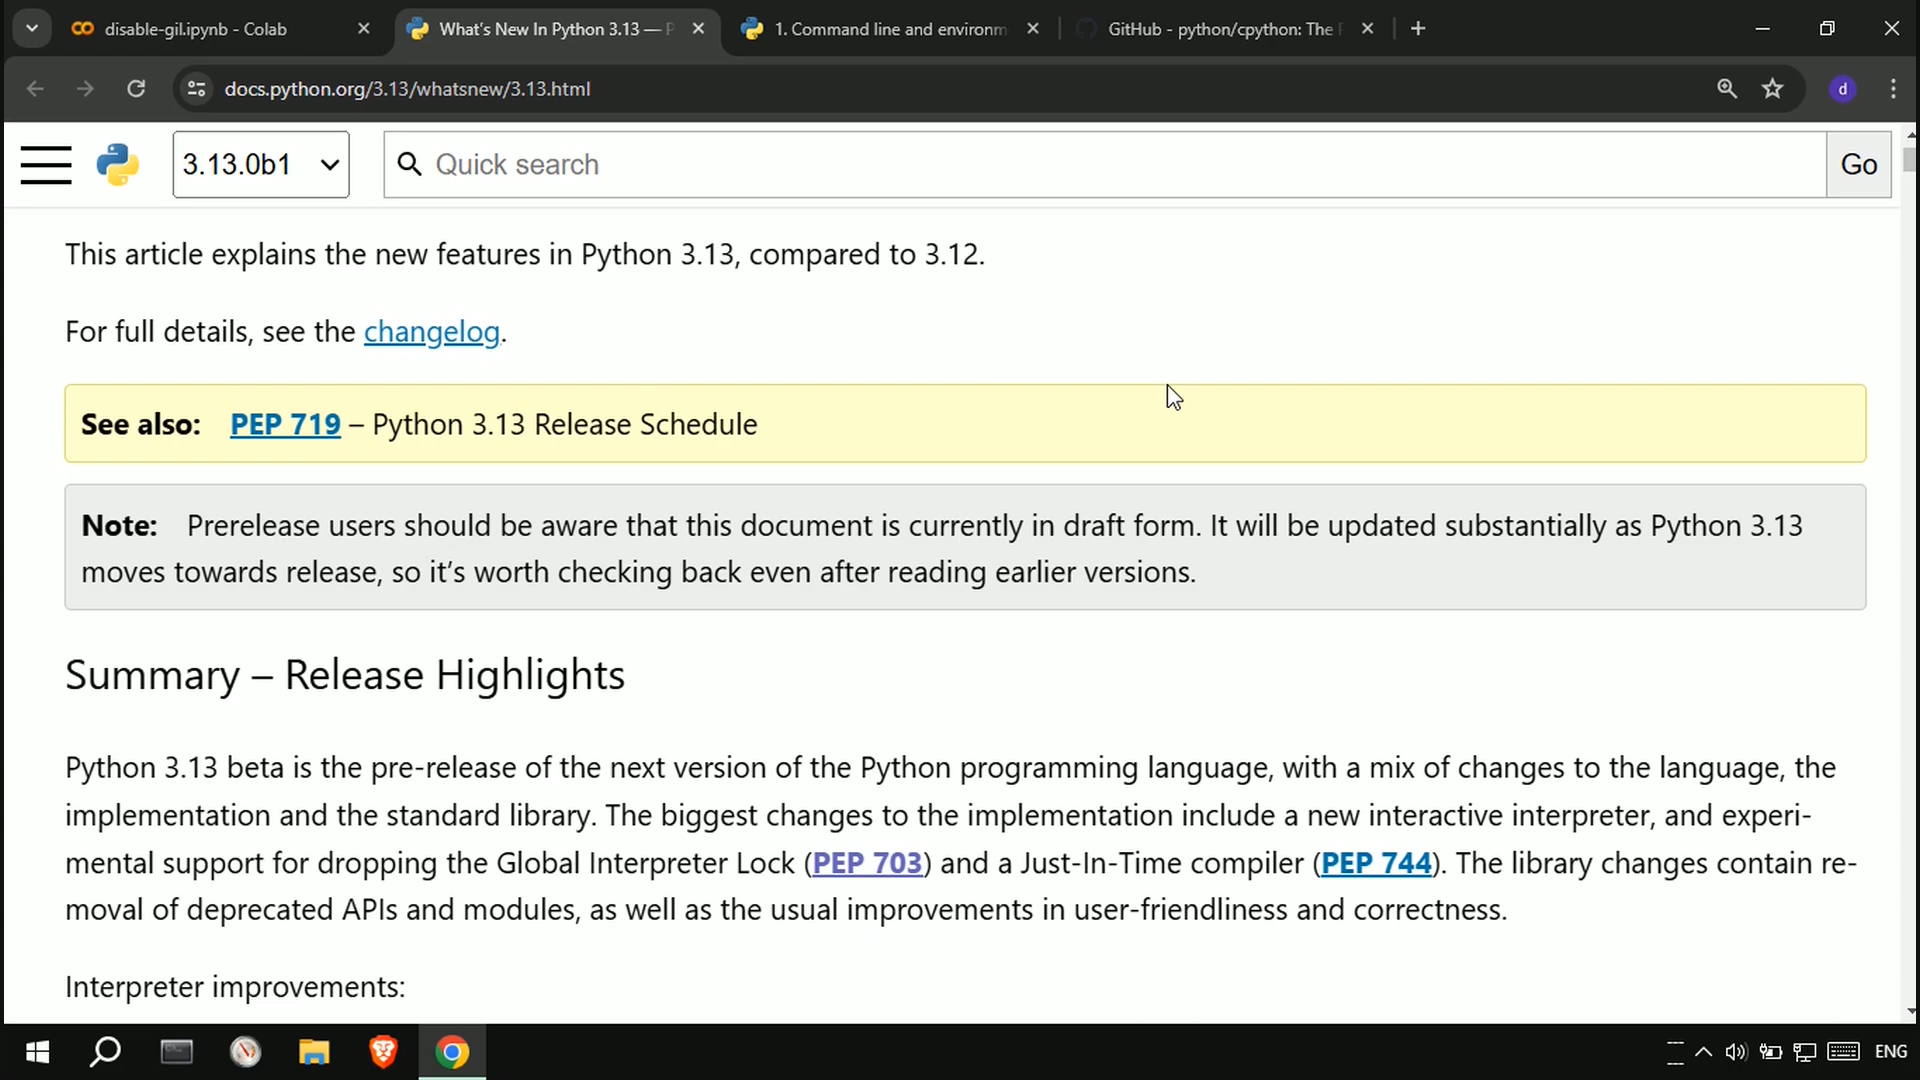 disable-gil.ipynb - Colab
What's New In Python 3.13 — P
1. Command line and environm
GitHub - python/cpython: The P
docs.python.org/3.13/whatsnew/3.13.html
d
3.13.0b1
Quick search
Go
This article explains the new features in Python 3.13, compared to 3.12.
For full details, see the changelog.
See also: PEP 719 – Python 3.13 Release Schedule
Note: Prerelease users should be aware that this document is currently in draft form. It will be updated substantially as Python 3.13
moves towards release, so it’s worth checking back even after reading earlier versions.
Summary – Release Highlights
Python 3.13 beta is the pre-release of the next version of the Python programming language, with a mix of changes to the language, the
implementation and the standard library. The biggest changes to the implementation include a new interactive interpreter, and experi-
mental support for dropping the Global Interpreter Lock (PEP 703) and a Just-In-Time compiler (PEP 744). The library changes contain re-
moval of deprecated APIs and modules, as well as the usual improvements in user-friendliness and correctness.
Interpreter improvements:
ENG